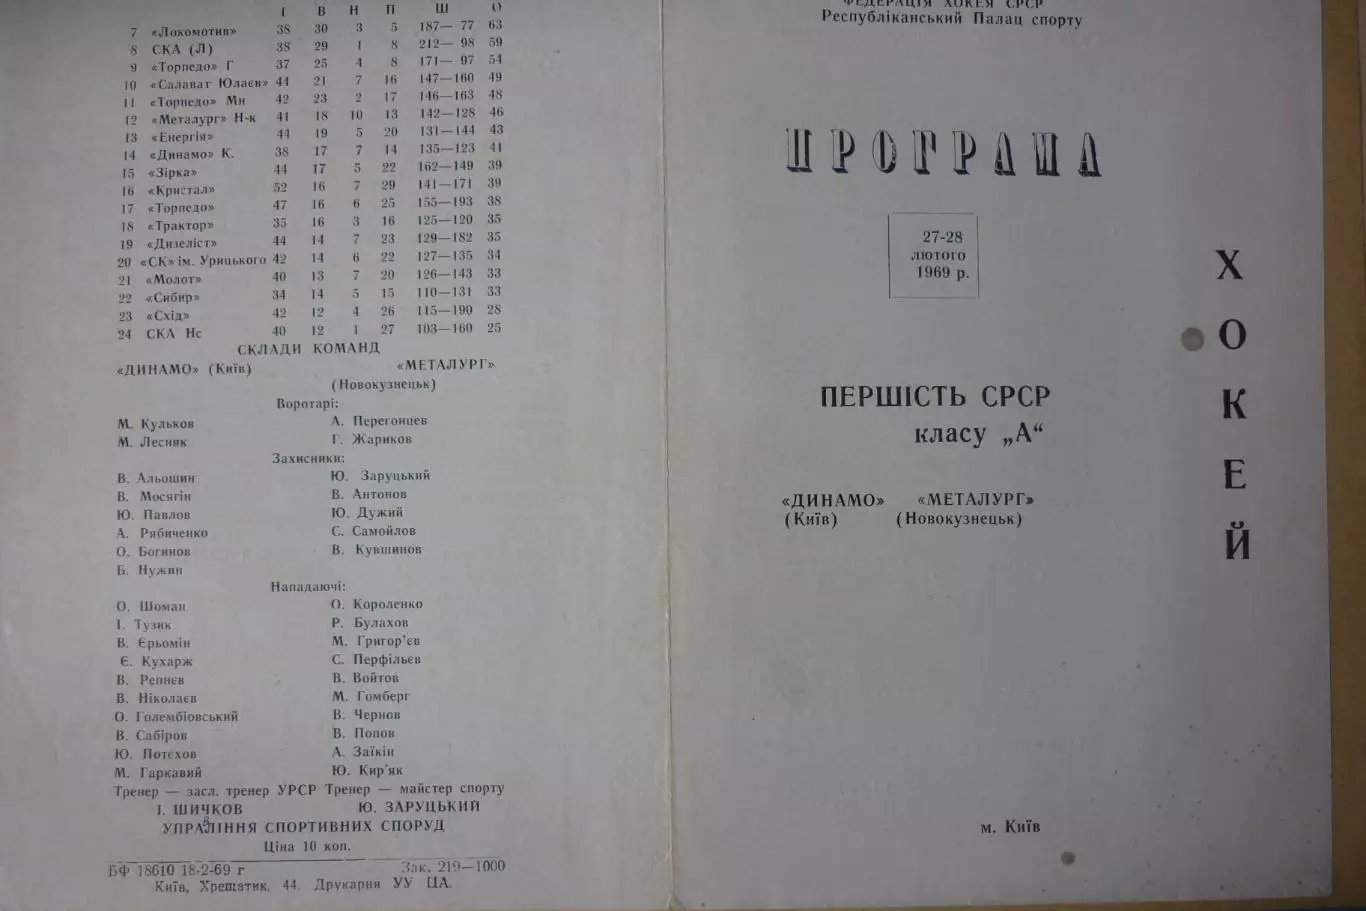 І В Н П Ш О
7 «Локомотив» 38 30 3 5 187— 77 63
8 СКА (Л) 38 29 1 8 212— 98 59
9 «Торпедо» Г 37 25 4 8 171— 97 54
10 «Салават Юлаєв» 44 21 7 16 147—160 49
11 «Торпедо» Мн 42 23 2 17 146—163 48
12 «Металург» Н-к 41 18 10 13 142—128 46
13 «Енергія» 44 19 5 20 131—144 43
14 «Динамо» К. 38 17 7 14 135—123 41
15 «Зірка» 44 17 5 22 162—149 39
16 «Кристал» 52 16 7 29 141—171 39
17 «Торпедо» 47 16 6 25 155—193 38
18 «Трактор» 35 16 3 16 125—120 35
19 «Дизеліст» 44 14 7 23 129—182 35
20 «СК» ім. Урицького 42 14 6 22 127—135 34
21 «Молот» 40 13 7 20 126—143 33
22 «Сибир» 34 14 5 15 110—131 33
23 «Схід» 42 12 4 26 115—190 28
24 СКА Нс 40 12 1 27 103—160 25
СКЛАДИ КОМАНД
«ДИНАМО» (Київ) «МЕТАЛУРГ»
(Новокузнецьк)
Воротарі:
М. Кульков А. Перегонцев
М. Лесняк Г. Жариков
Захисники:
В. Альошин Ю. Заруцький
В. Мосягін В. Антонов
Ю. Павлов Ю. Дужий
А. Рябиченко С. Самойлов
О. Богинов В. Кувшинов
Б. Нужин
Нападаючі:
О. Шоман О. Короленко
І. Тузик Р. Булахов
В. Єрьомін М. Григор'єв
Є. Кухарж С. Перфільєв
В. Репнєв В. Войтов
В. Ніколаєв М. Гомберг
О.Голембіовський В. Чернов
В. Сабіров В. Попов
Ю. Потєхов А. Заїкін
М. Гаркавий Ю. Кир'як
Тренер — засл. тренер УРСР Тренер — майстер спорту
І. ШИЧКОВ Ю. ЗАРУЦЬКИЙ
УПРАВЛІННЯ СПОРТИВНИХ СПОРУД
Ціна 10 коп.
БФ 18610 18-2-69 г Зак. 219—1000
Київ, Хрещатик, 44. Друкарня УУ ЦА.
ФЕДЕРАЦІЯ ХОКЕЯ СРСР
Республіканський Палац спорту
ПРОГРАМА
27-28
лютого
1969 р.
ХОКЕЙ
ПЕРШІСТЬ СРСР
класу „А“
«ДИНАМО» «МЕТАЛУРГ»
(Київ) (Новокузнецьк)
м. Київ